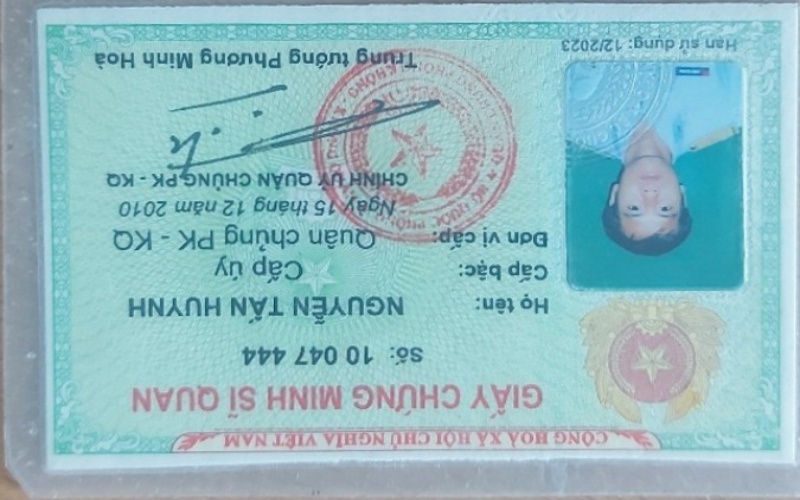 CỘNG HOÀ XÃ HỘI CHỦ NGHĨA VIỆT NAM
GIẤY CHỨNG MINH SĨ QUAN
Số: 10 047 444
Họ tên: NGUYỄN TẤN HUYNH
Cấp bậc: Cấp úy
Đơn vị cấp: Quân chủng PK - KQ
Ngày 15 tháng 12 năm 2010
CHÍNH UỶ QUÂN CHỦNG PK - KQ
Trung tướng Phương Minh Hoà
Hạn sử dụng: 12/2023